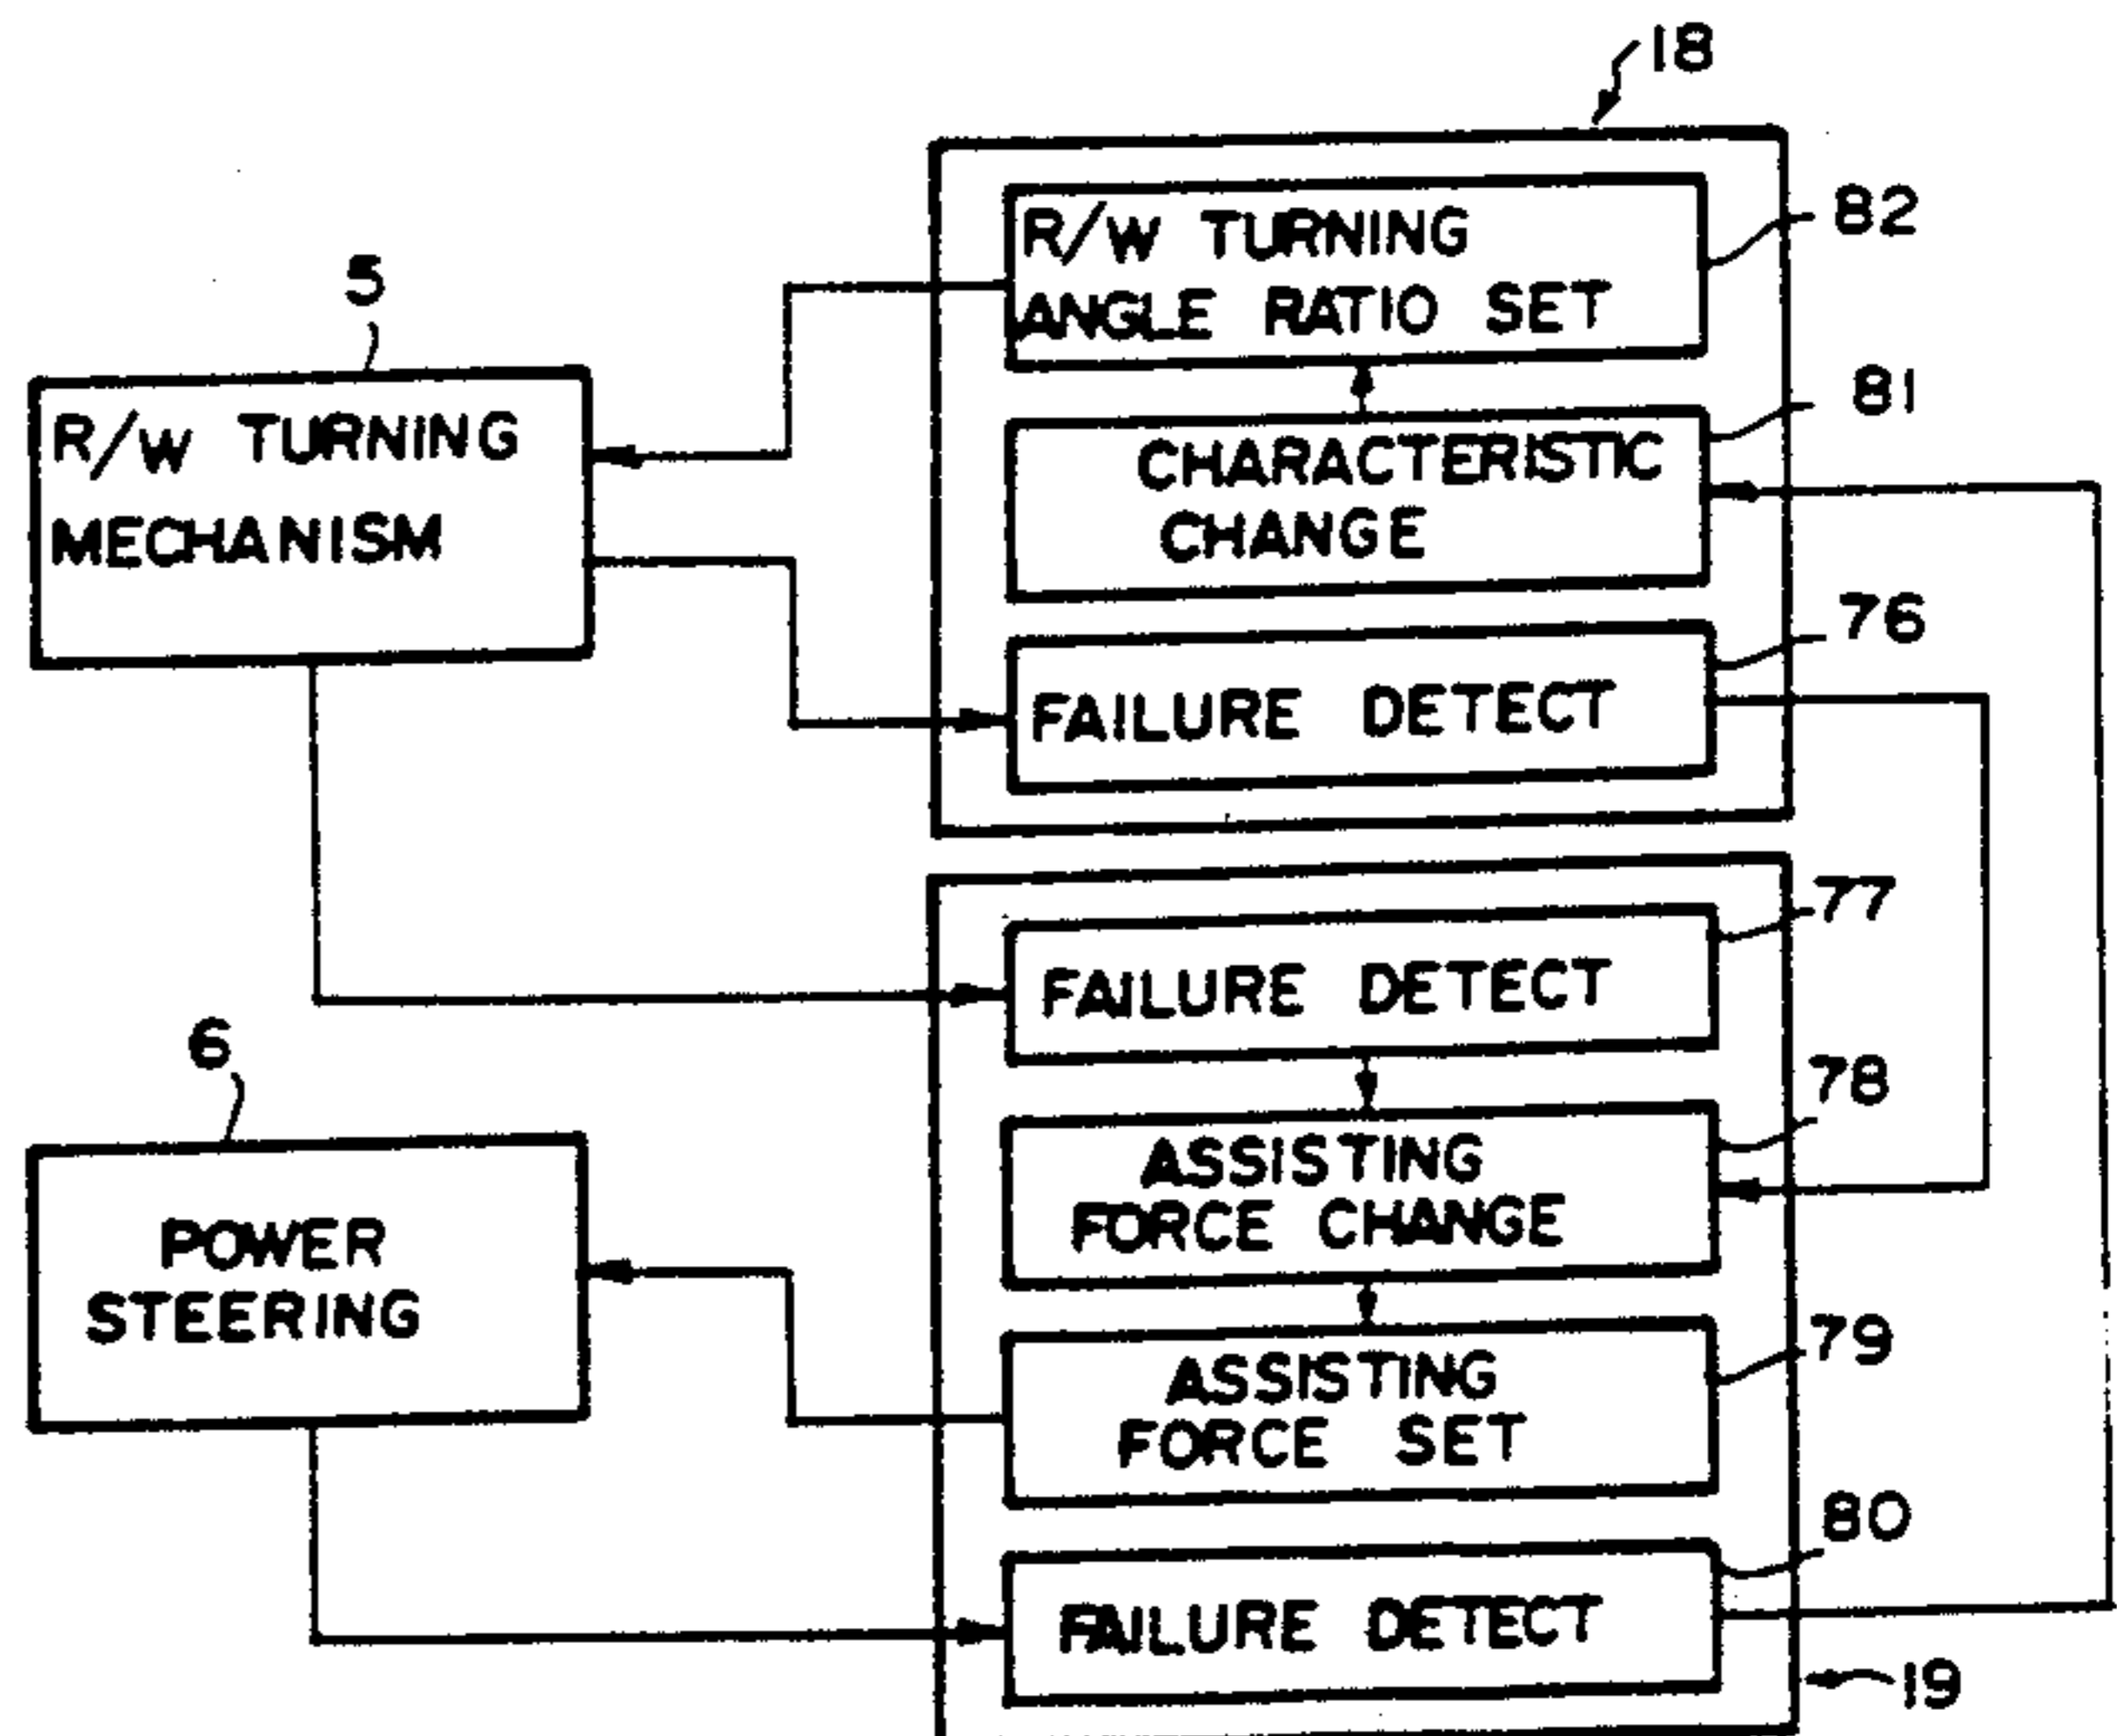 18
R/W TURNING
ANGLE RATIO SET
82
5
R/W TURNING
MECHANISM
CHARACTERISTIC
CHANGE
81
FAILURE DETECT
76
FAILURE DETECT
77
6
POWER
STEERING
ASSISTING
FORCE CHANGE
78
ASSISTING
FORCE SET
79
FAILURE DETECT
80
19